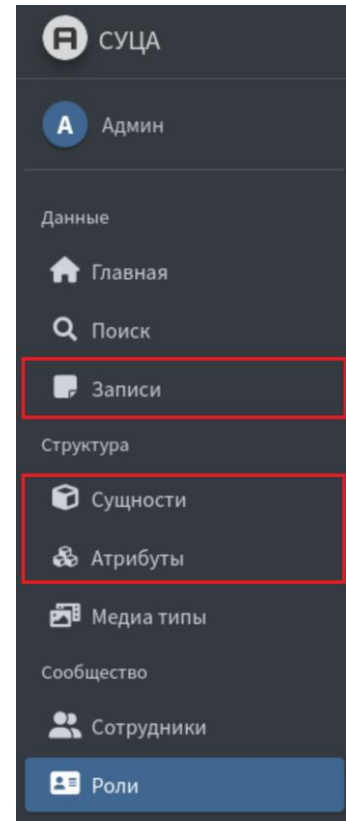 СУЦА
А Админ
Данные
Главная
Поиск
Записи
Структура
Сущности
Атрибуты
Медиа типы
Сообщество
Сотрудники
Роли